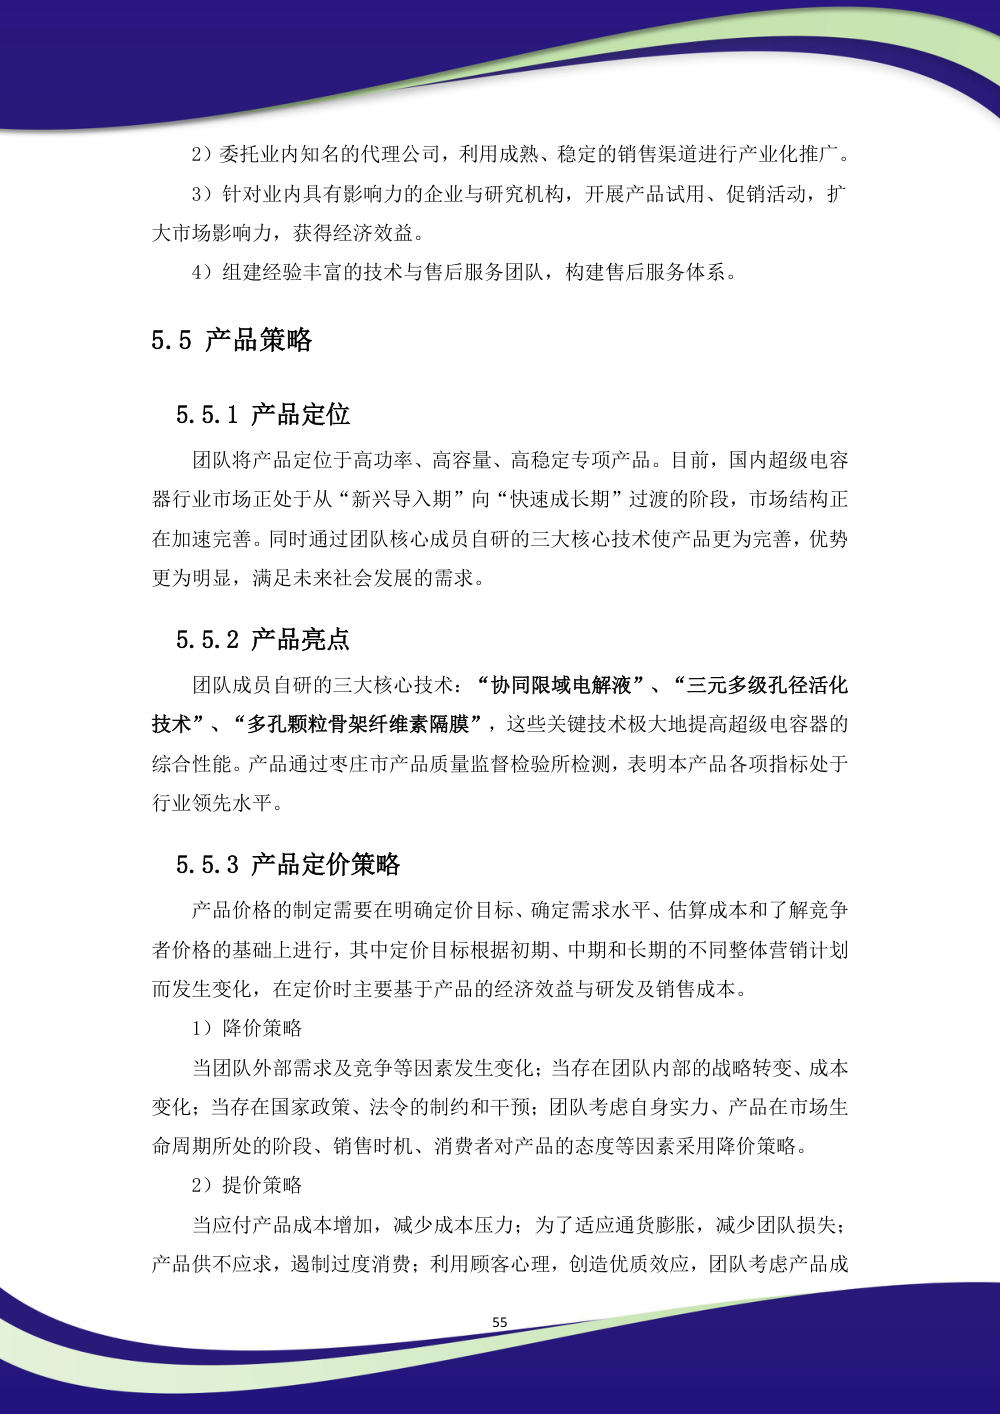 2）委托业内知名的代理公司，利用成熟、稳定的销售渠道进行产业化推广。
3）针对业内具有影响力的企业与研究机构，开展产品试用、促销活动，扩
大市场影响力，获得经济效益。
4）组建经验丰富的技术与售后服务团队，构建售后服务体系。
5.5 产品策略
5.5.1 产品定位
团队将产品定位于高功率、高容量、高稳定专项产品。目前，国内超级电容
器行业市场正处于从“新兴导入期”向“快速成长期”过渡的阶段，市场结构正
在加速完善。同时通过团队核心成员自研的三大核心技术使产品更为完善，优势
更为明显，满足未来社会发展的需求。
5.5.2 产品亮点
团队成员自研的三大核心技术：“协同限域电解液”、“三元多级孔径活化
技术”、“多孔颗粒骨架纤维素隔膜”，这些关键技术极大地提高超级电容器的
综合性能。产品通过枣庄市产品质量监督检验所检测，表明本产品各项指标处于
行业领先水平。
5.5.3 产品定价策略
产品价格的制定需要在明确定价目标、确定需求水平、估算成本和了解竞争
者价格的基础上进行，其中定价目标根据初期、中期和长期的不同整体营销计划
而发生变化，在定价时主要基于产品的经济效益与研发及销售成本。
1）降价策略
当团队外部需求及竞争等因素发生变化；当存在团队内部的战略转变、成本
变化；当存在国家政策、法令的制约和干预；团队考虑自身实力、产品在市场生
命周期所处的阶段、销售时机、消费者对产品的态度等因素采用降价策略。
2）提价策略
当应付产品成本增加，减少成本压力；为了适应通货膨胀，减少团队损失；
产品供不应求，遏制过度消费；利用顾客心理，创造优质效应，团队考虑产品成
55